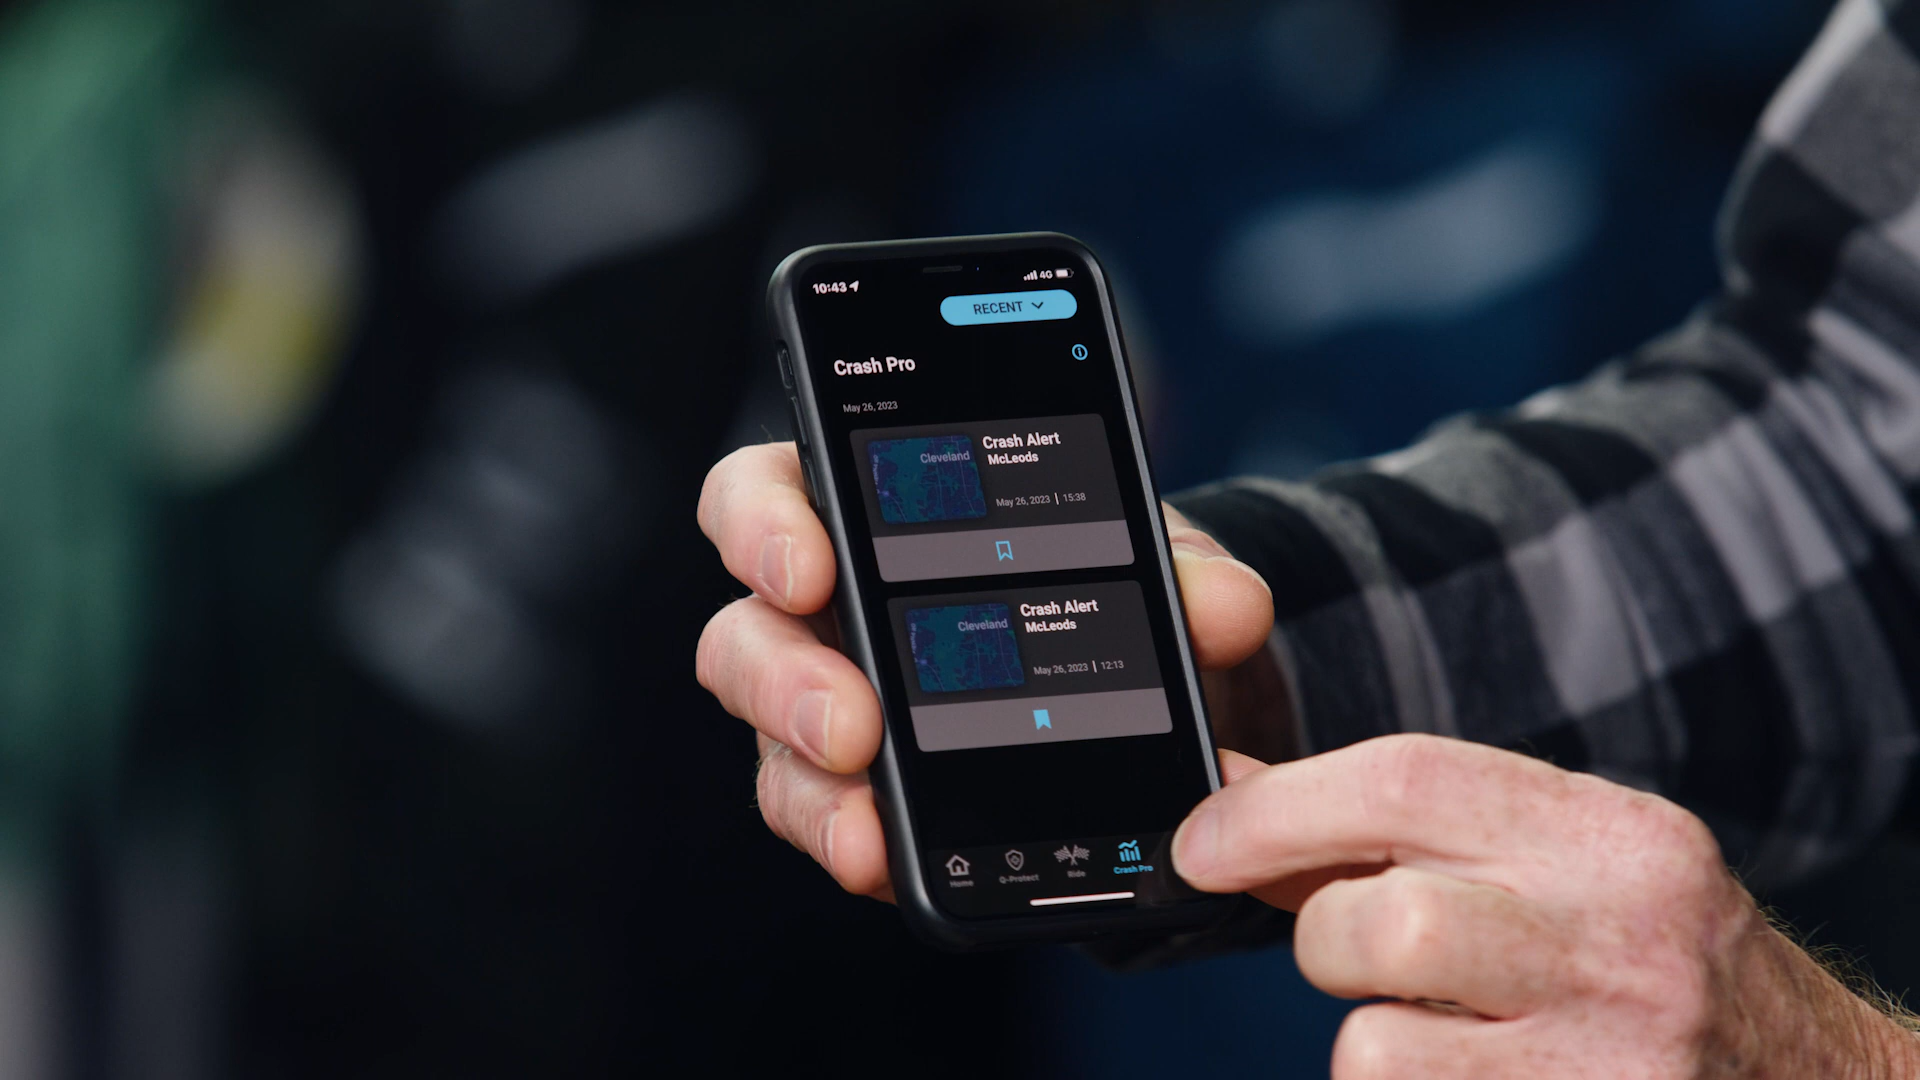 10:43
4G
RECENT
Crash Pro
May 26, 2023
Cleveland
Crash Alert
McLeods
May 26, 2023 | 15:38
Cleveland
Crash Alert
McLeods
May 26, 2023 | 12:13
Home
Q-Protect
Ride
Crash Pro